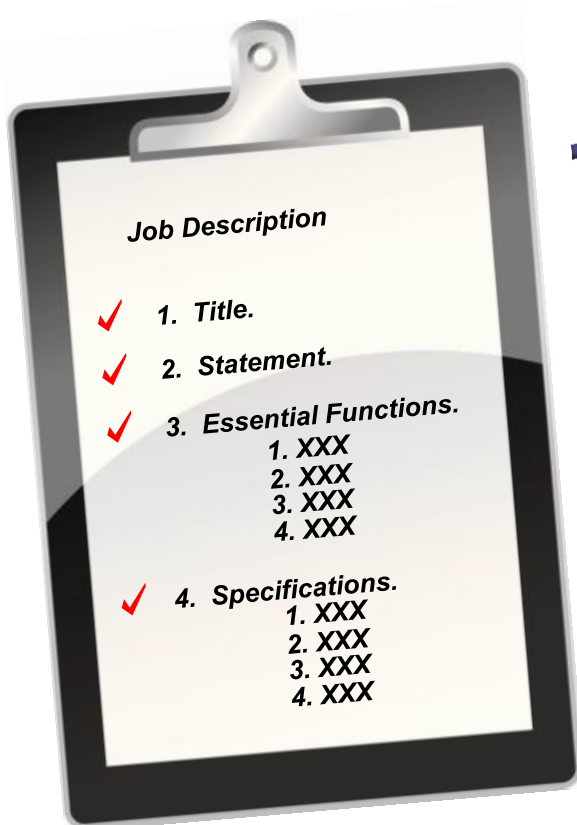 Job Description
1. Title.
2. Statement.
3. Essential Functions.
1. XXX
2. XXX
3. XXX
4. XXX
4. Specifications.
1. XXX
2. XXX
3. XXX
4. XXX